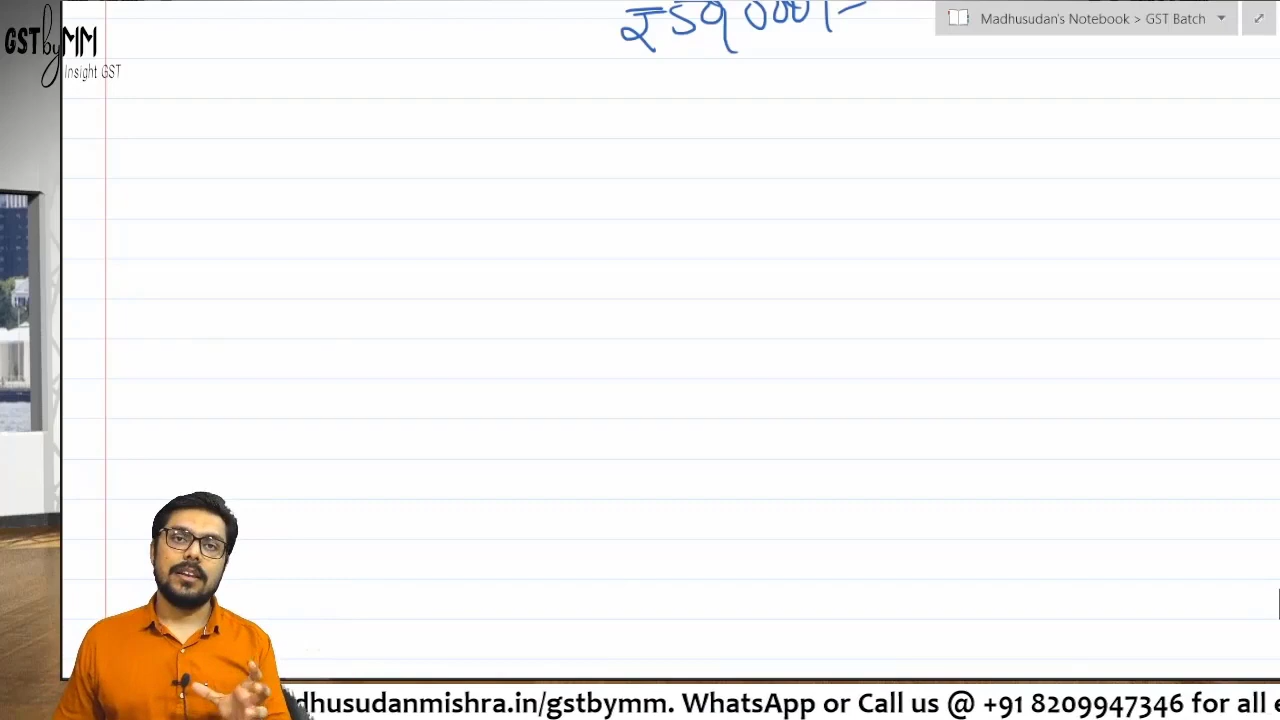 ₹59000/-
Madhusudan's Notebook > GST Batch
GST by MM
Insight GST
dhusudanmishra.in/gstbymm. WhatsApp or Call us @ +91 8209947346 for all e